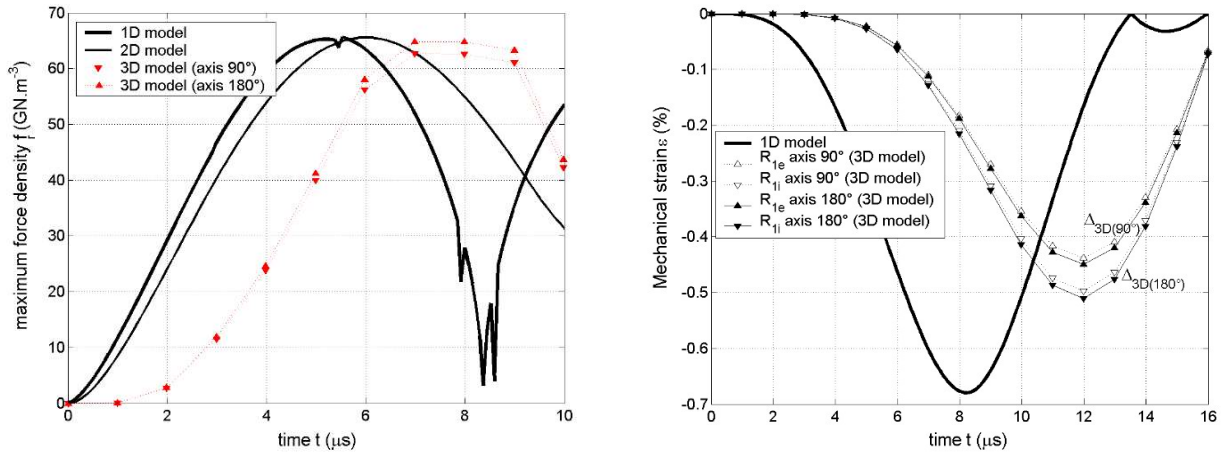 maximum force density f_r (GN.m⁻³)
70
60
50
40
30
20
10
0
1D model
2D model
3D model (axis 90°)
3D model (axis 180°)
0 2 4 6 8 10
time t (μs)
Mechanical strain ε (%)
0
-0.1
-0.2
-0.3
-0.4
-0.5
-0.6
-0.7
1D model
R1e axis 90° (3D model)
R1i axis 90° (3D model)
R1e axis 180° (3D model)
R1i axis 180° (3D model)
Δ3D(90°)
Δ3D(180°)
0 2 4 6 8 10 12 14 16
time t (μs)